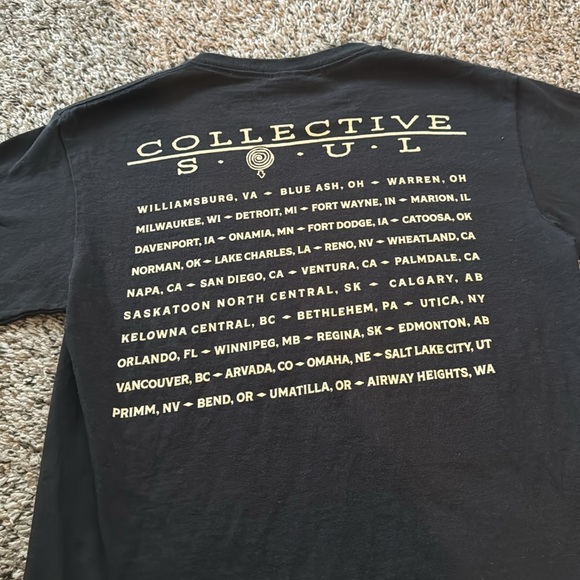 COLLECTIVE
S • O • U L
WILLIAMSBURG, VA ⬩ BLUE ASH, OH ⬩ WARREN, OH
MILWAUKEE, WI ⬩ DETROIT, MI ⬩ FORT WAYNE, IN ⬩ MARION, IL
DAVENPORT, IA ⬩ ONAMIA, MN ⬩ FORT DODGE, IA ⬩ CATOOSA, OK
NORMAN, OK ⬩ LAKE CHARLES, LA ⬩ RENO, NV ⬩ WHEATLAND, CA
NAPA, CA ⬩ SAN DIEGO, CA ⬩ VENTURA, CA ⬩ PALMDALE, CA
SASKATOON NORTH CENTRAL, SK ⬩ CALGARY, AB
KELOWNA CENTRAL, BC ⬩ BETHLEHEM, PA ⬩ UTICA, NY
ORLANDO, FL ⬩ WINNIPEG, MB ⬩ REGINA, SK ⬩ EDMONTON, AB
VANCOUVER, BC ⬩ ARVADA, CO ⬩ OMAHA, NE ⬩ SALT LAKE CITY, UT
PRIMM, NV ⬩ BEND, OR ⬩ UMATILLA, OR ⬩ AIRWAY HEIGHTS, WA